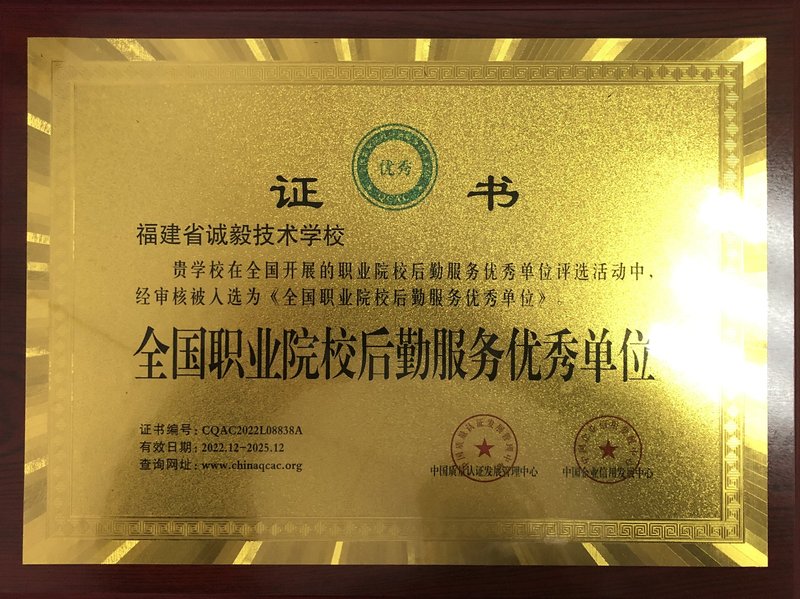 优秀
QCAC
证 书
福建省诚毅技术学校
贵学校在全国开展的职业院校后勤服务优秀单位评选活动中，
经审核被入选为《全国职业院校后勤服务优秀单位》。
全国职业院校后勤服务优秀单位
证书编号：CQAC2022L08838A
有效日期：2022.12-2025.12
查询网址：www.chinaqcac.org
中国质量认证发展管理中心
中国企业信用发展中心